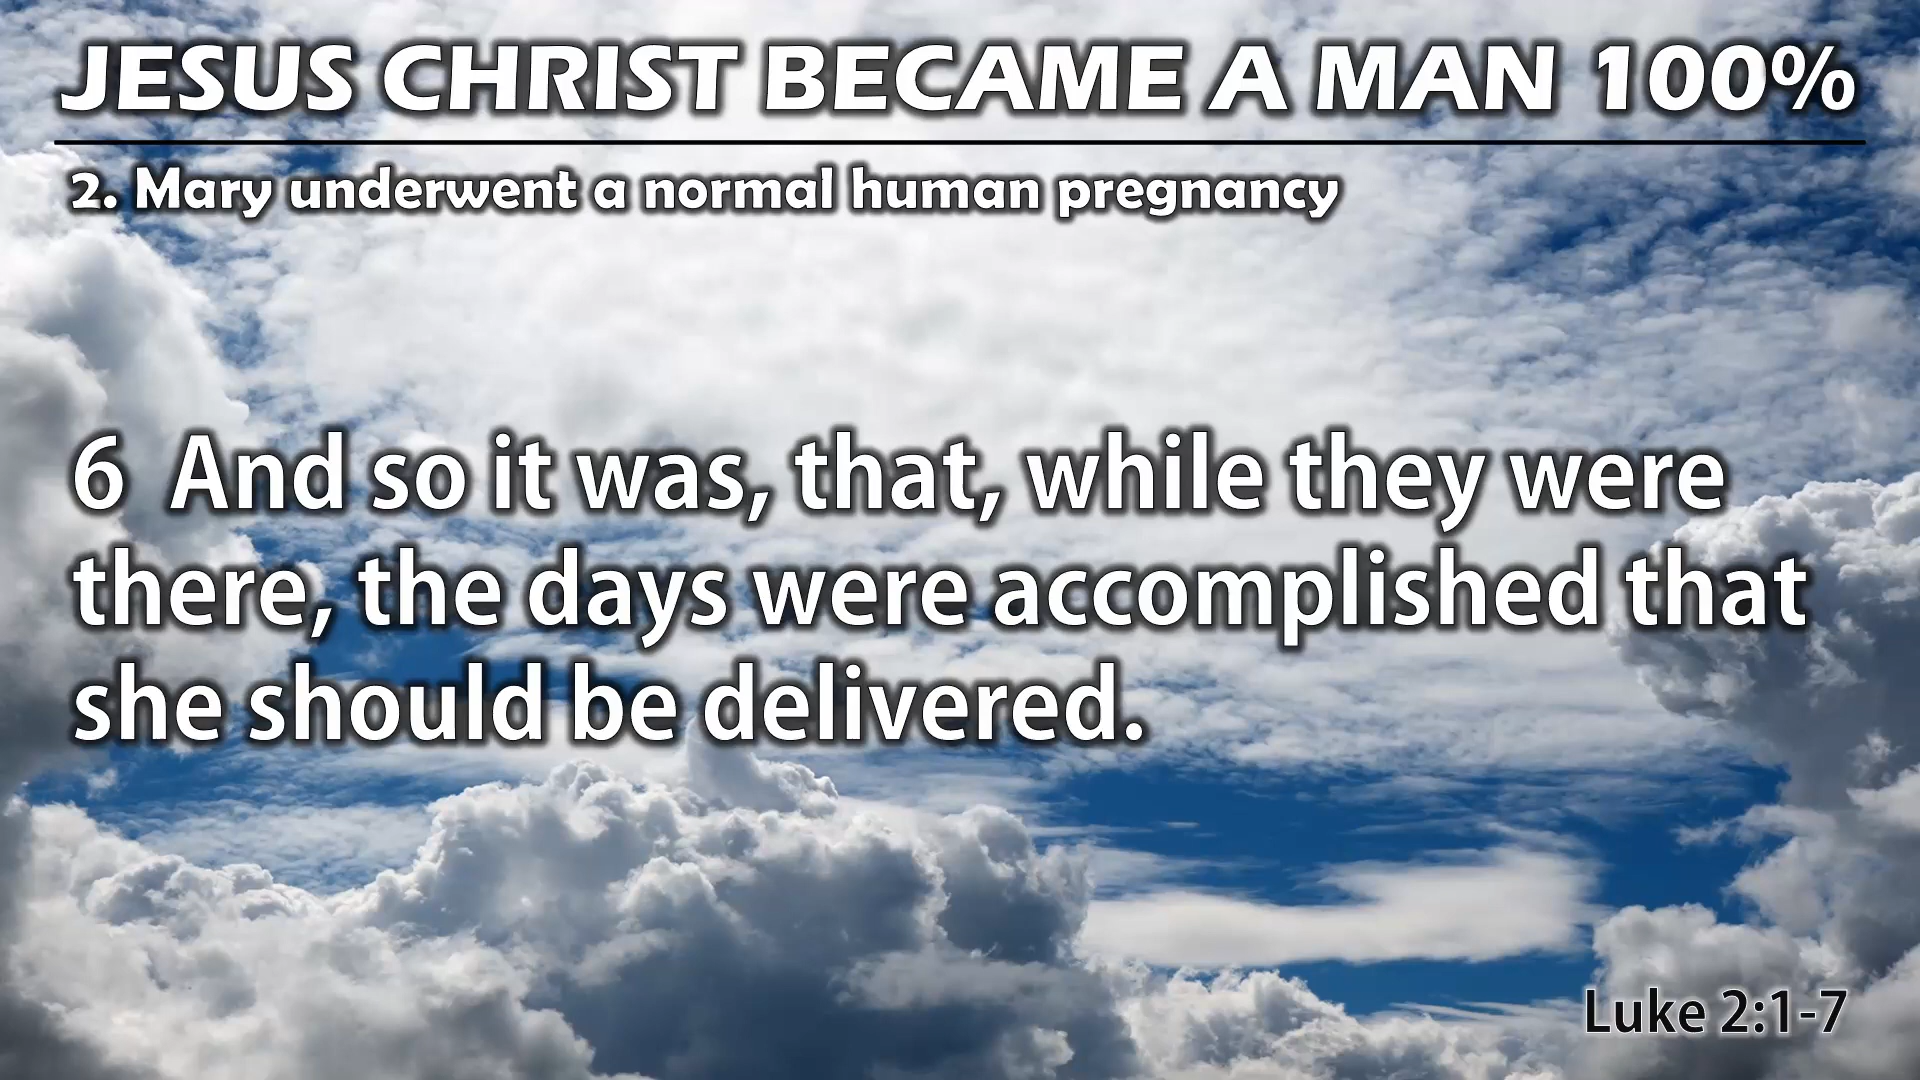 JESUS CHRIST BECAME A MAN 100%
2. Mary underwent a normal human pregnancy
6  And so it was, that, while they were
there, the days were accomplished that
she should be delivered.
Luke 2:1-7